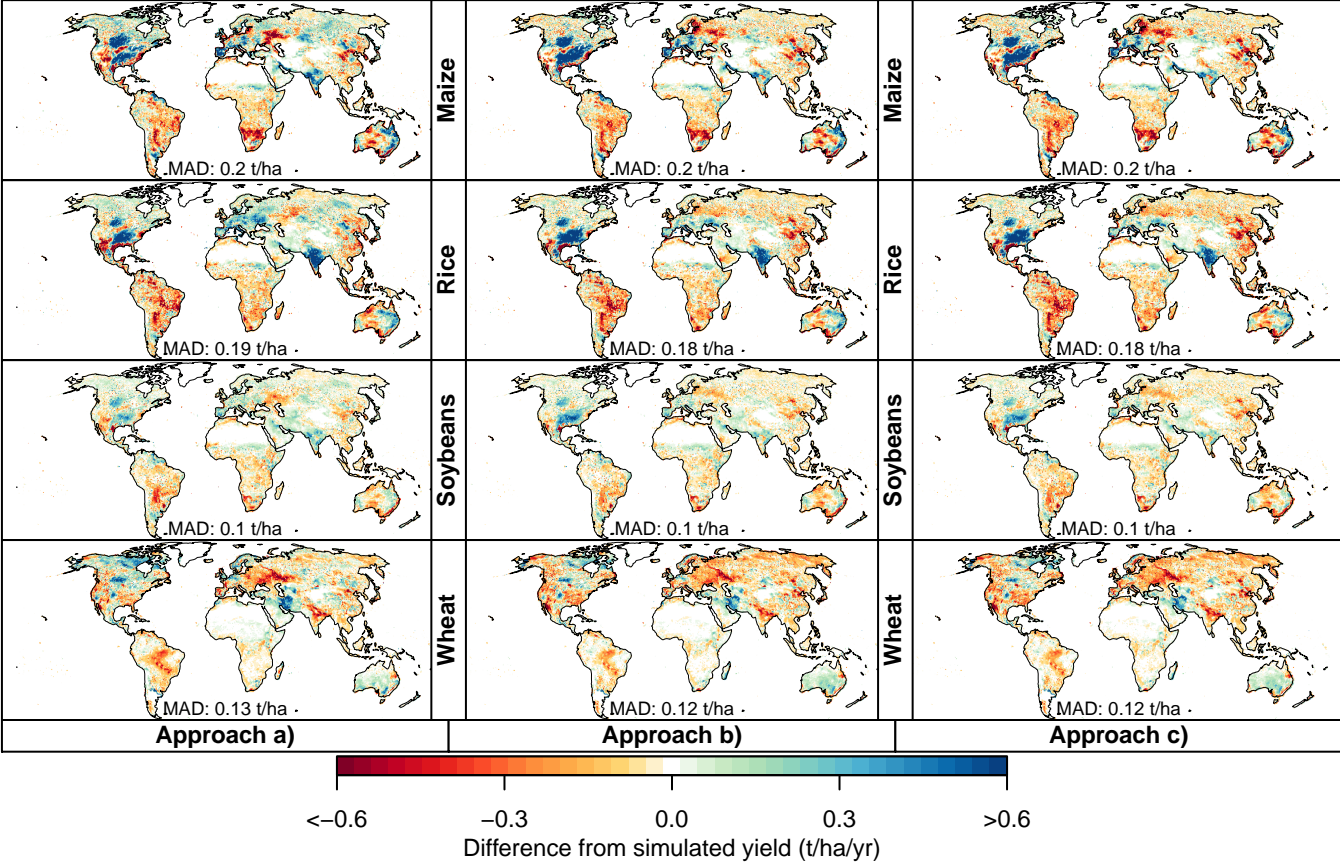 MAD: 0.2 t/ha
Maize
MAD: 0.2 t/ha
Maize
MAD: 0.2 t/ha
MAD: 0.19 t/ha
Rice
MAD: 0.18 t/ha
Rice
MAD: 0.18 t/ha
MAD: 0.1 t/ha
Soybeans
MAD: 0.1 t/ha
Soybeans
MAD: 0.1 t/ha
MAD: 0.13 t/ha
Wheat
MAD: 0.12 t/ha
Wheat
MAD: 0.12 t/ha
Approach a)
Approach b)
Approach c)
<−0.6
−0.3
0.0
0.3
>0.6
Difference from simulated yield (t/ha/yr)